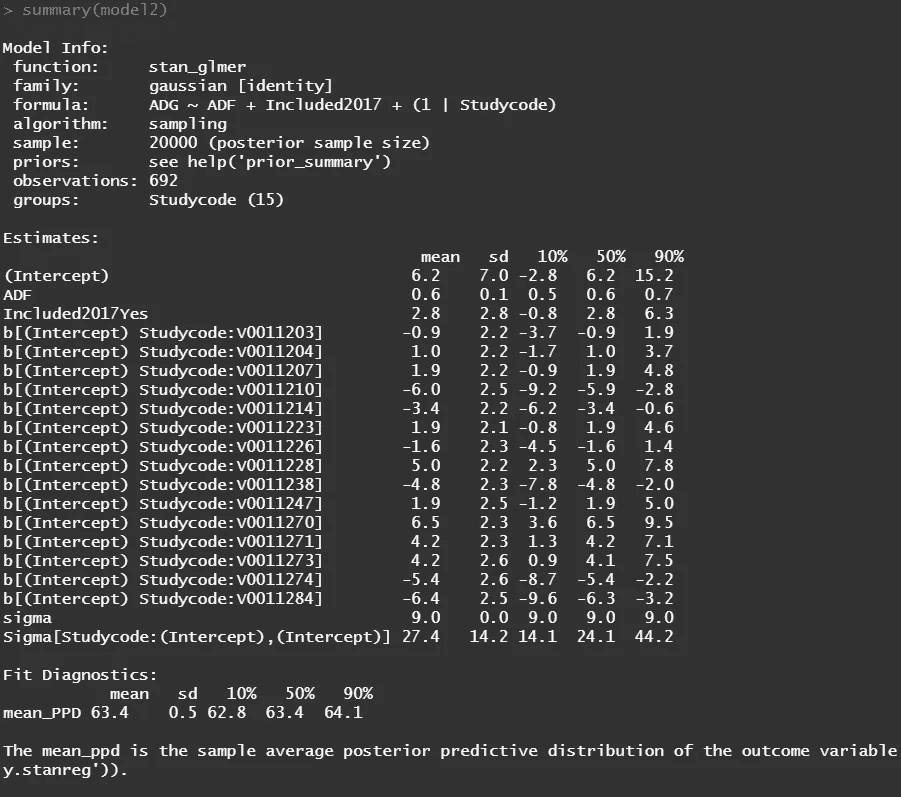 > summary(model2)
Model Info:
function: stan_glmer
family: gaussian [identity]
formula: ADG ~ ADF + Included2017 + (1 | Studycode)
algorithm: sampling
sample: 20000 (posterior sample size)
priors: see help('prior_summary')
observations: 692
groups: Studycode (15)
Estimates:
mean sd 10% 50% 90%
(Intercept) 6.2 7.0 -2.8 6.2 15.2
ADF 0.6 0.1 0.5 0.6 0.7
Included2017Yes 2.8 2.8 -0.8 2.8 6.3
b[(Intercept) Studycode:V0011203] -0.9 2.2 -3.7 -0.9 1.9
b[(Intercept) Studycode:V0011204] 1.0 2.2 -1.7 1.0 3.7
b[(Intercept) Studycode:V0011207] 1.9 2.2 -0.9 1.9 4.8
b[(Intercept) Studycode:V0011210] -6.0 2.5 -9.2 -5.9 -2.8
b[(Intercept) Studycode:V0011214] -3.4 2.2 -6.2 -3.4 -0.6
b[(Intercept) Studycode:V0011223] 1.9 2.1 -0.8 1.9 4.6
b[(Intercept) Studycode:V0011226] -1.6 2.3 -4.5 -1.6 1.4
b[(Intercept) Studycode:V0011228] 5.0 2.2 2.3 5.0 7.8
b[(Intercept) Studycode:V0011238] -4.8 2.3 -7.8 -4.8 -2.0
b[(Intercept) Studycode:V0011247] 1.9 2.5 -1.2 1.9 5.0
b[(Intercept) Studycode:V0011270] 6.5 2.3 3.6 6.5 9.5
b[(Intercept) Studycode:V0011271] 4.2 2.3 1.3 4.2 7.1
b[(Intercept) Studycode:V0011273] 4.2 2.6 0.9 4.1 7.5
b[(Intercept) Studycode:V0011274] -5.4 2.6 -8.7 -5.4 -2.2
b[(Intercept) Studycode:V0011284] -6.4 2.5 -9.6 -6.3 -3.2
sigma 9.0 0.0 9.0 9.0 9.0
Sigma[Studycode:(Intercept),(Intercept)] 27.4 14.2 14.1 24.1 44.2
Fit Diagnostics:
mean sd 10% 50% 90%
mean_PPD 63.4 0.5 62.8 63.4 64.1
The mean_ppd is the sample average posterior predictive distribution of the outcome variable
y.stanreg')).